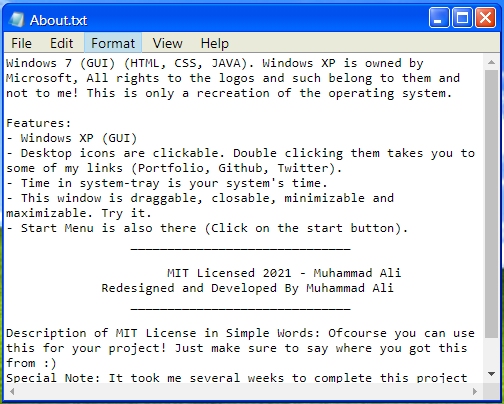 About.txt
File Edit Format View Help
Windows 7 (GUI) (HTML, CSS, JAVA). Windows XP is owned by
Microsoft, All rights to the logos and such belong to them and
not to me! This is only a recreation of the operating system.
Features:
- Windows XP (GUI)
- Desktop icons are clickable. Double clicking them takes you to
some of my links (Portfolio, Github, Twitter).
- Time in system-tray is your system's time.
- This window is draggable, closable, minimizable and
maximizable. Try it.
- Start Menu is also there (Click on the start button).
MIT Licensed 2021 - Muhammad Ali
Redesigned and Developed By Muhammad Ali
Description of MIT License in Simple Words: Ofcourse you can use
this for your project! Just make sure to say where you got this
from :)
Special Note: It took me several weeks to complete this project